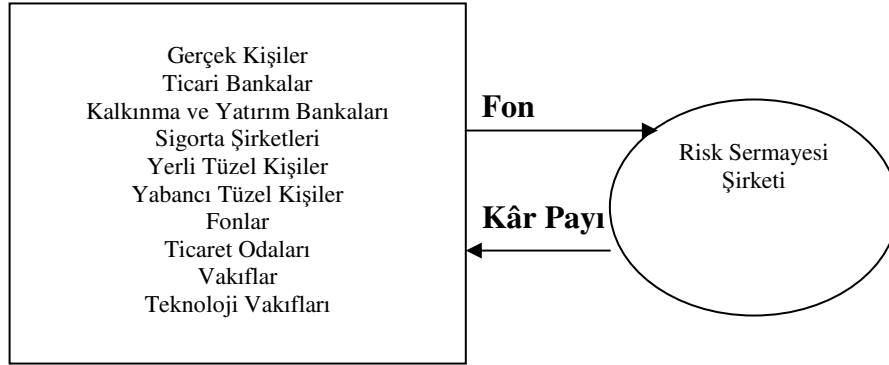 Gerçek Kişiler
Ticari Bankalar
Kalkınma ve Yatırım Bankaları
Sigorta Şirketleri
Yerli Tüzel Kişiler
Yabancı Tüzel Kişiler
Fonlar
Ticaret Odaları
Vakıflar
Teknoloji Vakıfları
Fon
Kâr Payı
Risk Sermayesi
Şirketi